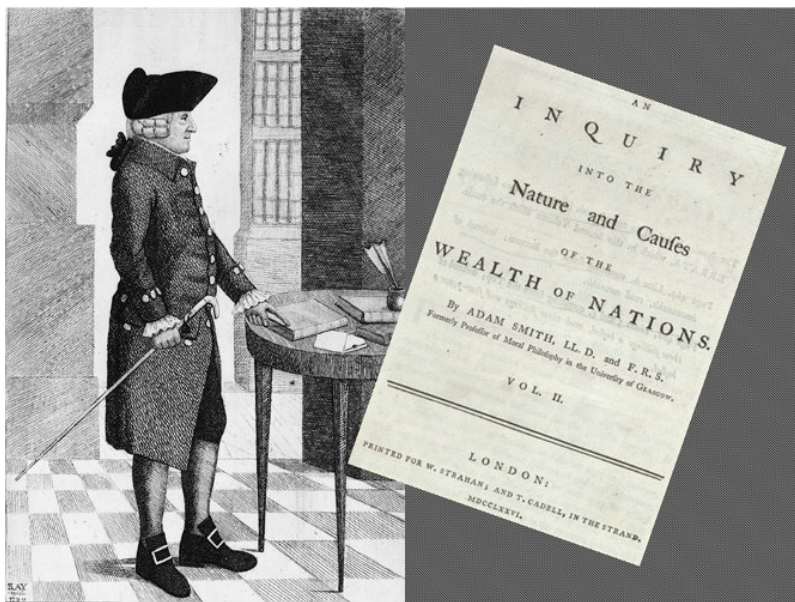 AN
INQUIRY
INTO THE
Nature and Cauſes
OF THE
WEALTH OF NATIONS.
By ADAM SMITH, LL. D. and F. R. S.
Formerly Profeſſor of Moral Philoſophy in the Univerſity of GLASGOW.
VOL. II.
LONDON:
PRINTED FOR W. STRAHAN; AND T. CADELL, IN THE STRAND.
MDCCLXXVI.
KAY
1790